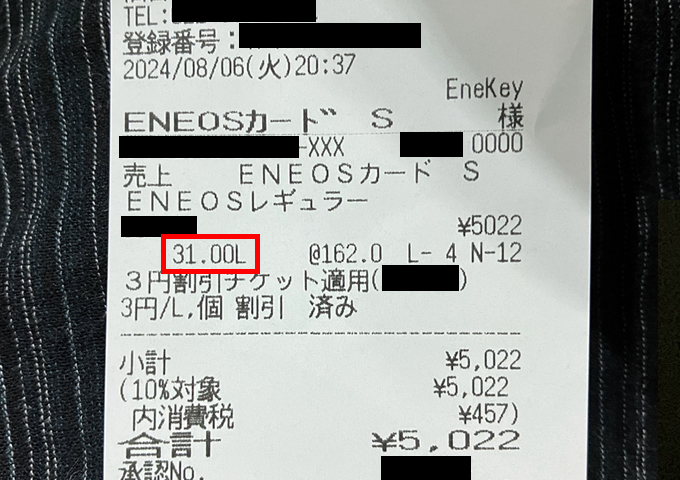 TEL:
登録番号:
2024/08/06(火)20:37
EneKey
ENEOSカード S 様
-XXX 0000
売上 ENEOSカード S
ENEOSレギュラー
¥5022
31.00L @162.0 L- 4 N-12
3円割引チケット適用( )
3円/L,個 割引 済み
小計 ¥5,022
(10%対象 ¥5,022
内消費税 ¥457)
合計 ¥5,022
承認No.